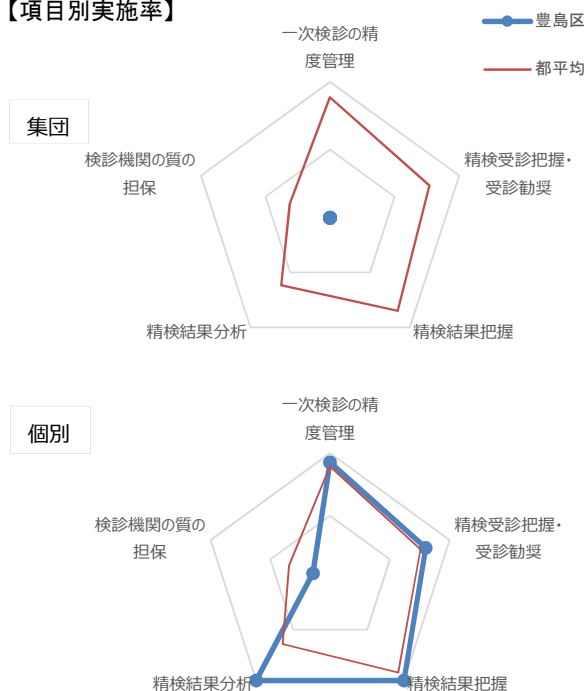 【項目別実施率】
豊島区
都平均
集団
一次検診の精
度管理
精検受診把握・
受診勧奨
精検結果把握
精検結果分析
検診機関の質の
担保
個別
一次検診の精
度管理
精検受診把握・
受診勧奨
精検結果把握
精検結果分析
検診機関の質の
担保